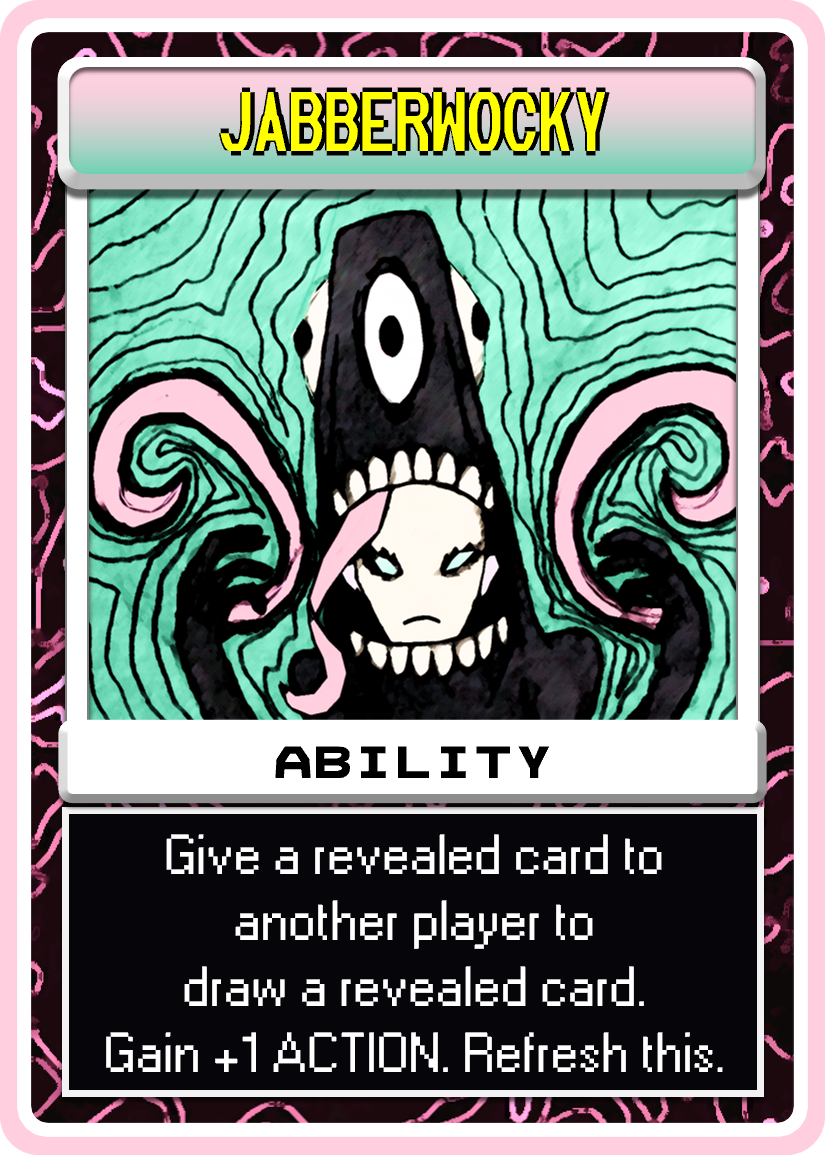 JABBERWOCKY
ABILITY
Give a revealed card to
another player to
draw a revealed card.
Gain +1 ACTION. Refresh this.